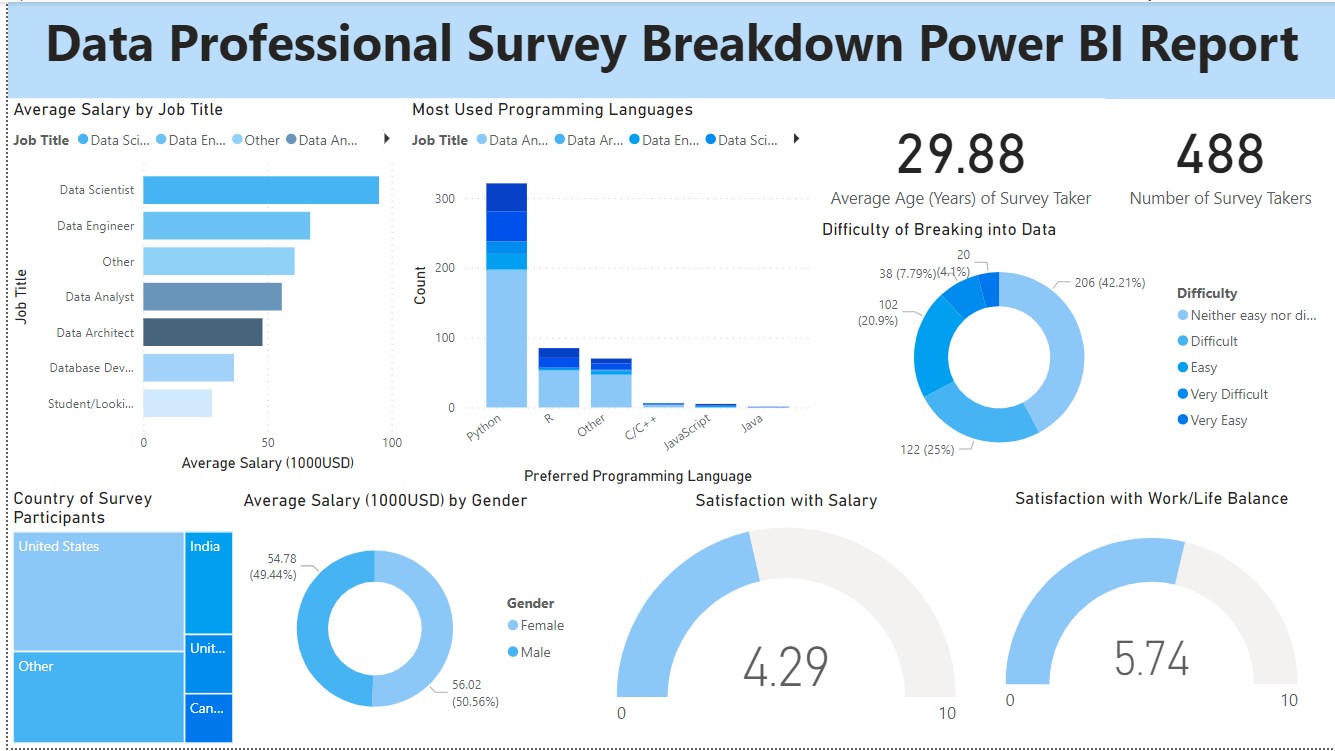 Data Professional Survey Breakdown Power BI Report
Average Salary by Job Title
Job Title Data Sci... Data En... Other Data An...
Job Title
Data Scientist
Data Engineer
Other
Data Analyst
Data Architect
Database Dev...
Student/Looki...
0 50 100
Average Salary (1000USD)
Most Used Programming Languages
Job Title Data An... Data Ar... Data En... Data Sci...
Count
300
200
100
0
Python R Other C/C++ JavaScript Java
Preferred Programming Language
29.88
Average Age (Years) of Survey Taker
488
Number of Survey Takers
Difficulty of Breaking into Data
20
(4.1%)
38 (7.79%)
206 (42.21%)
102
(20.9%)
122 (25%)
Difficulty
Neither easy nor di...
Difficult
Easy
Very Difficult
Very Easy
Country of Survey
Participants
United States
India
Other
Unit...
Can...
Average Salary (1000USD) by Gender
54.78
(49.44%)
56.02
(50.56%)
Gender
Female
Male
Satisfaction with Salary
4.29
0 10
Satisfaction with Work/Life Balance
5.74
0 10